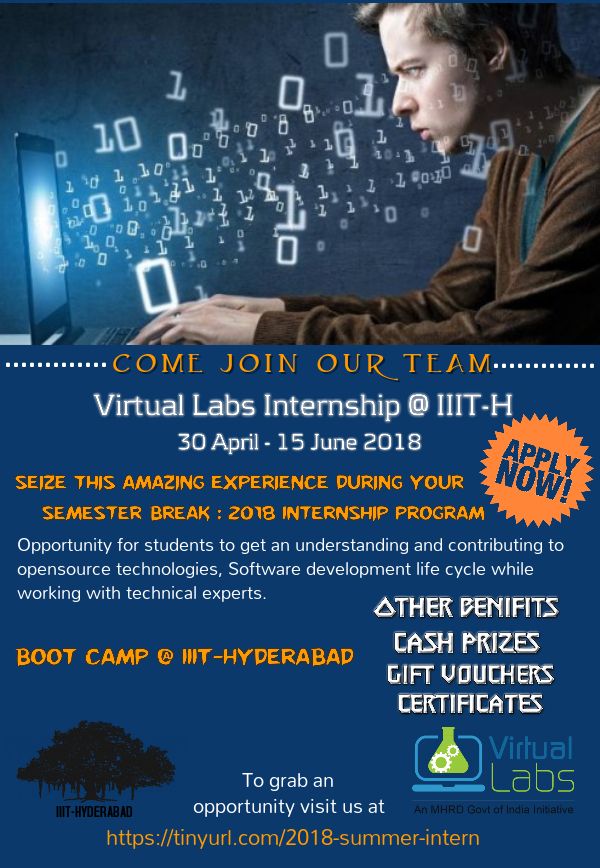 COME JOIN OUR TEAM
Virtual Labs Internship @ IIIT-H
30 April - 15 June 2018
APPLY
NOW!
SEIZE THIS AMAZING EXPERIENCE DURING YOUR
SEMESTER BREAK : 2018 INTERNSHIP PROGRAM
Opportunity for students to get an understanding and contributing to
opensource technologies, Software development life cycle while
working with technical experts.
OTHER BENIFITS
CASH PRIZES
GIFT VOUCHERS
CERTIFICATES
BOOT CAMP @ IIIT-HYDERABAD
IIIT-HYDERABAD
Virtual
Labs
An MHRD Govt of India Initiative
To grab an
opportunity visit us at
https://tinyurl.com/2018-summer-intern